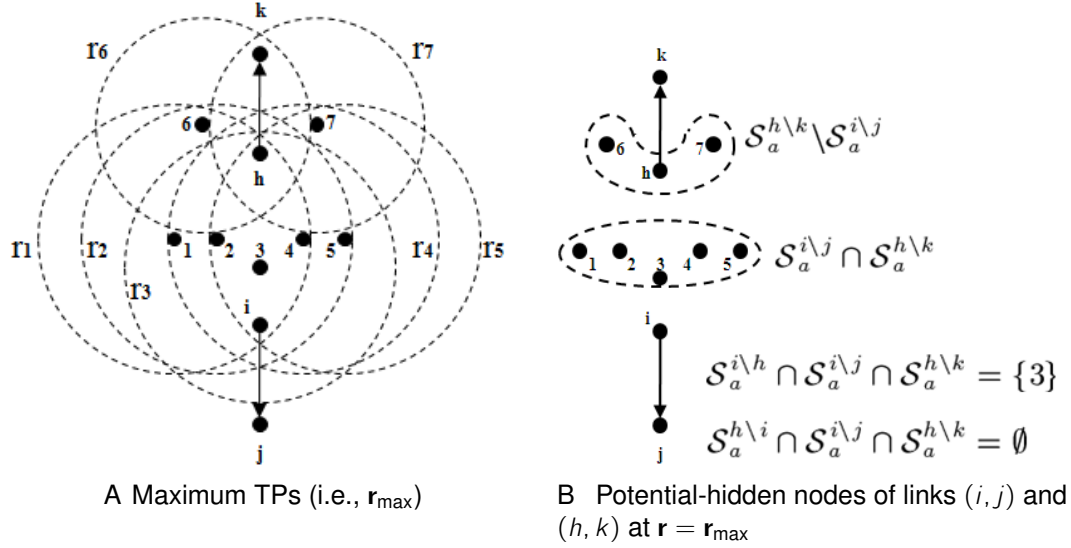 k
r6
r7
6
7
h
r1
r2
1
2
3
4
5
r4
r5
r3
i
j
A Maximum TPs (i.e., r_max)
k
6
7
h
S_a^{h\k}\S_a^{i\j}
1
2
3
4
5
S_a^{i\j} ∩ S_a^{h\k}
i
S_a^{i\h} ∩ S_a^{i\j} ∩ S_a^{h\k} = {3}
S_a^{h\i} ∩ S_a^{i\j} ∩ S_a^{h\k} = ∅
j
B Potential-hidden nodes of links (i, j) and
(h, k) at r = r_max